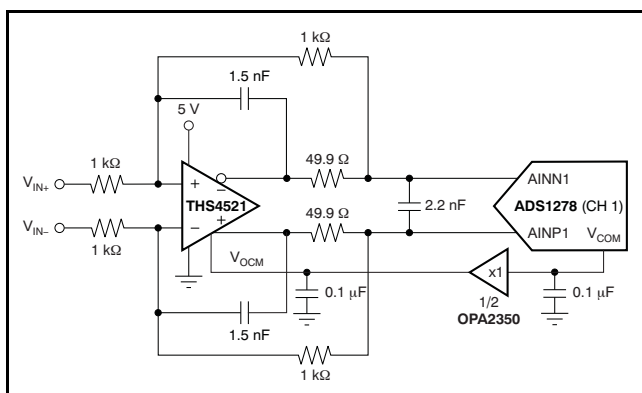 1 kΩ
1.5 nF
5 V
1 kΩ
49.9 Ω
V_IN+
+
−
AINN1
THS4521
2.2 nF
ADS1278 (CH 1)
V_IN−
−
+
49.9 Ω
AINP1
1 kΩ
V_COM
V_OCM
x1
0.1 μF
1/2
0.1 μF
1.5 nF
OPA2350
1 kΩ